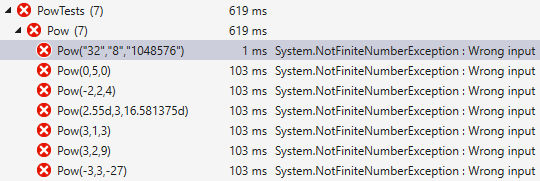 PowTests (7) 619 ms
Pow (7) 619 ms
Pow("32","8","1048576") 1 ms System.NotFiniteNumberException : Wrong input
Pow(0,5,0) 103 ms System.NotFiniteNumberException : Wrong input
Pow(-2,2,4) 103 ms System.NotFiniteNumberException : Wrong input
Pow(2.55d,3,16.581375d) 103 ms System.NotFiniteNumberException : Wrong input
Pow(3,1,3) 103 ms System.NotFiniteNumberException : Wrong input
Pow(3,2,9) 103 ms System.NotFiniteNumberException : Wrong input
Pow(-3,3,-27) 103 ms System.NotFiniteNumberException : Wrong input